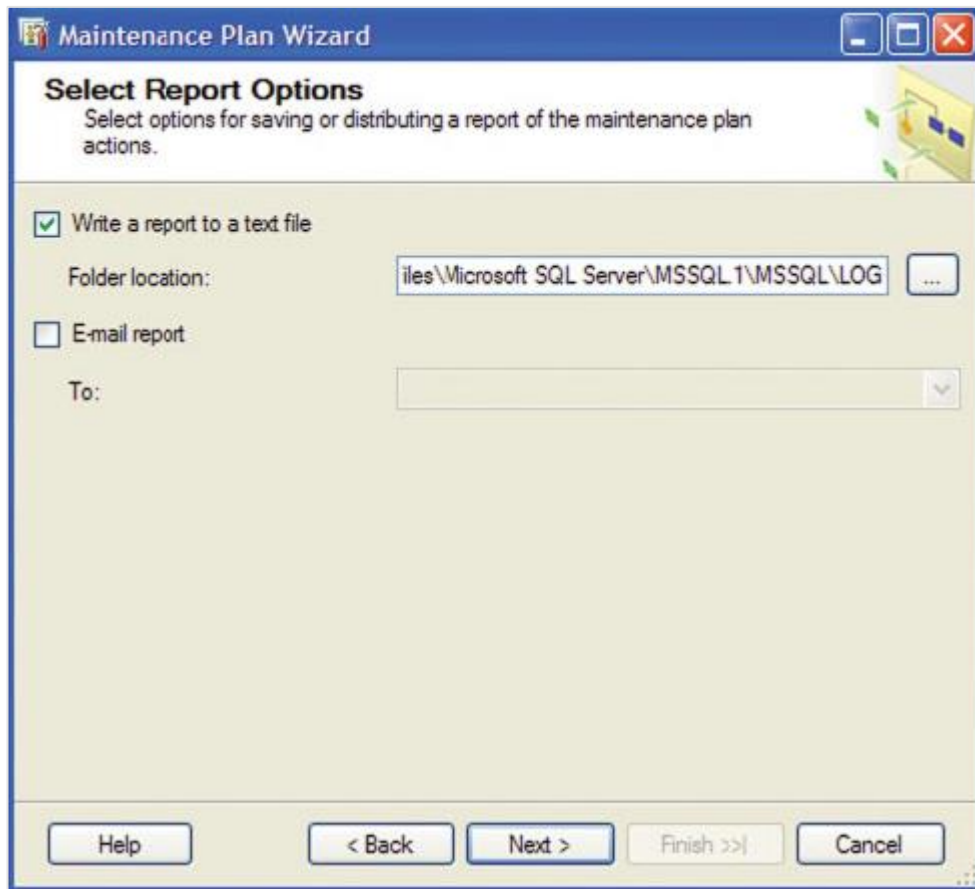 Maintenance Plan Wizard
Select Report Options
Select options for saving or distributing a report of the maintenance plan
actions.
Write a report to a text file
Folder location:
iles\Microsoft SQL Server\MSSQL.1\MSSQL\LOG
...
E-mail report
To:
Help
< Back
Next >
Finish >>|
Cancel